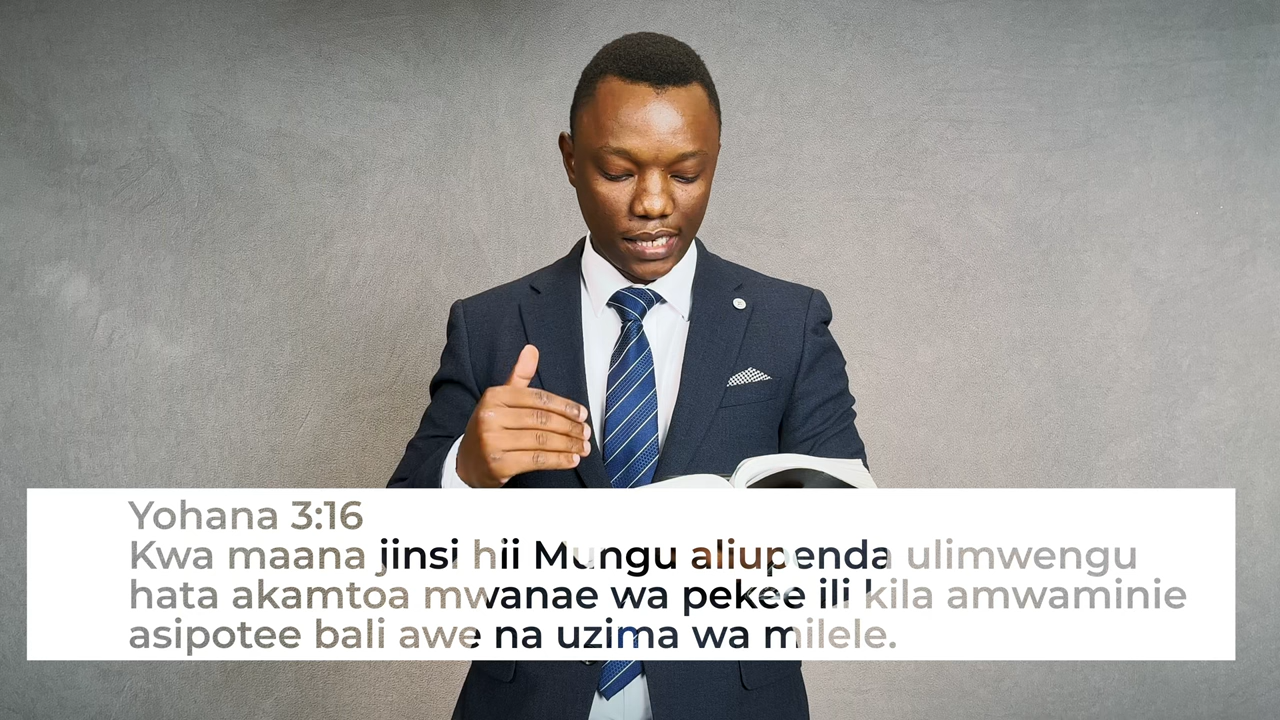 Yohana 3:16
Kwa maana jinsi hii Mungu aliupenda ulimwengu
hata akamtoa mwanae wa pekee ili kila amwaminie
asipotee bali awe na uzima wa milele.